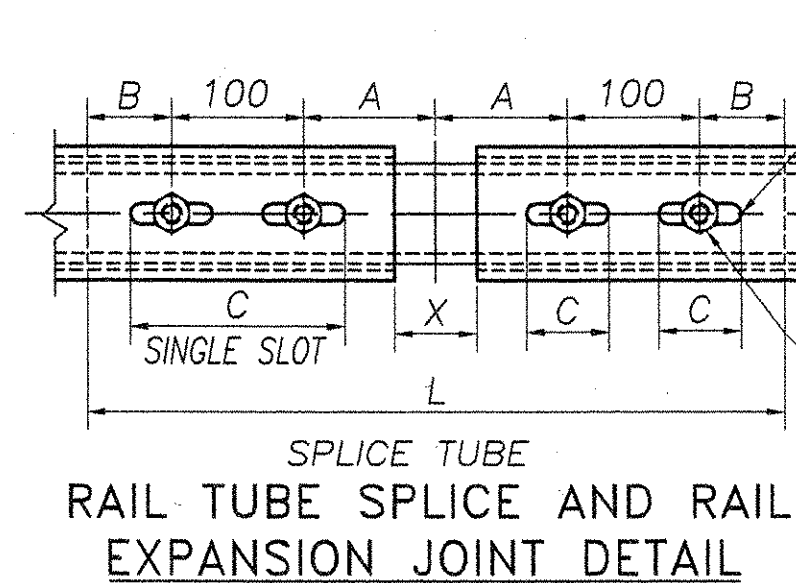 B 100 A A 100 B
C X C C
SINGLE SLOT
L
SPLICE TUBE
RAIL TUBE SPLICE AND RAIL
EXPANSION JOINT DETAIL